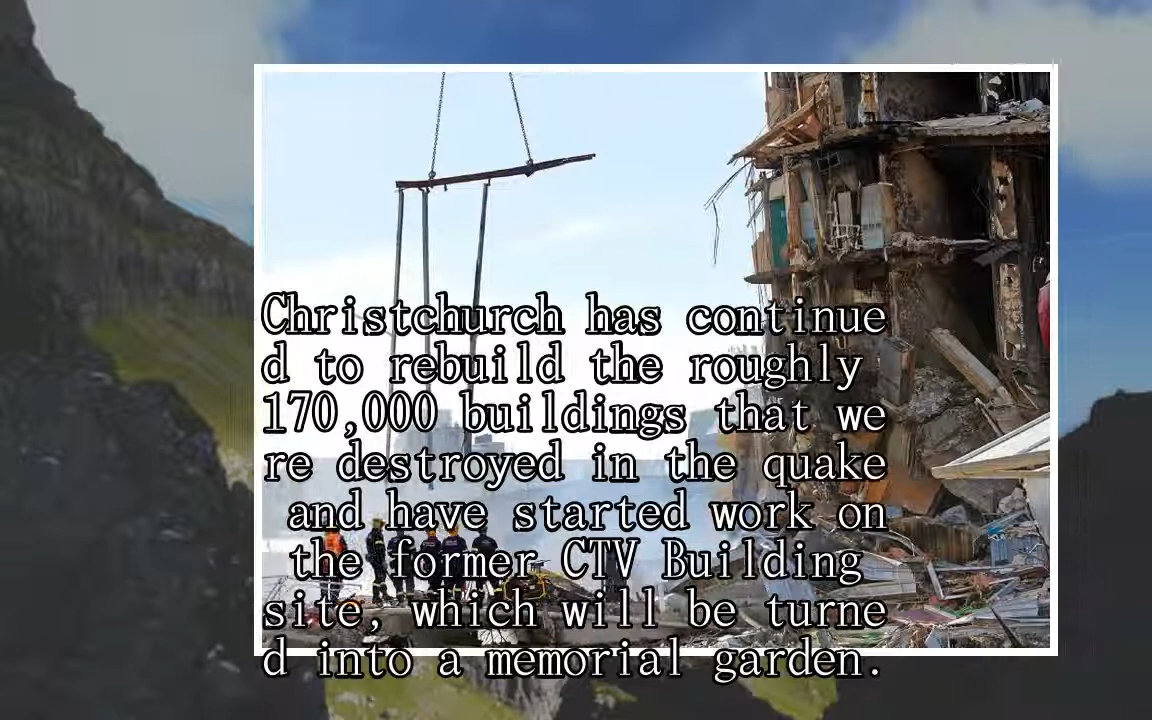 Christchurch has continue
d to rebuild the roughly
170,000 buildings that we
re destroyed in the quake
and have started work on
the former CTV Building
site, which will be turne
d into a memorial garden.